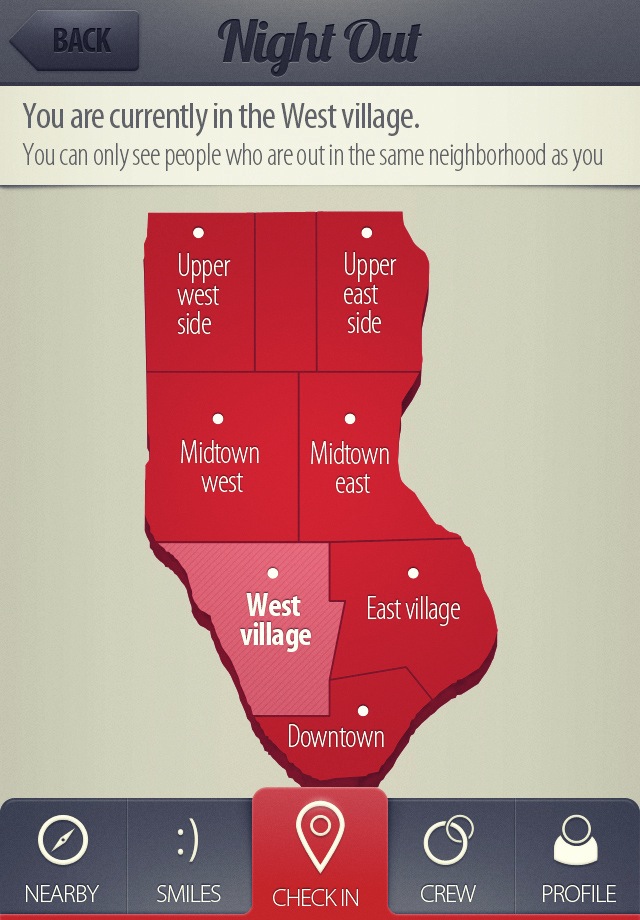 BACK
Night Out
You are currently in the West village.
You can only see people who are out in the same neighborhood as you
Upper
west
side
Upper
east
side
Midtown
west
Midtown
east
West
village
East village
Downtown
NEARBY
:)
SMILES
CHECK IN
CREW
PROFILE